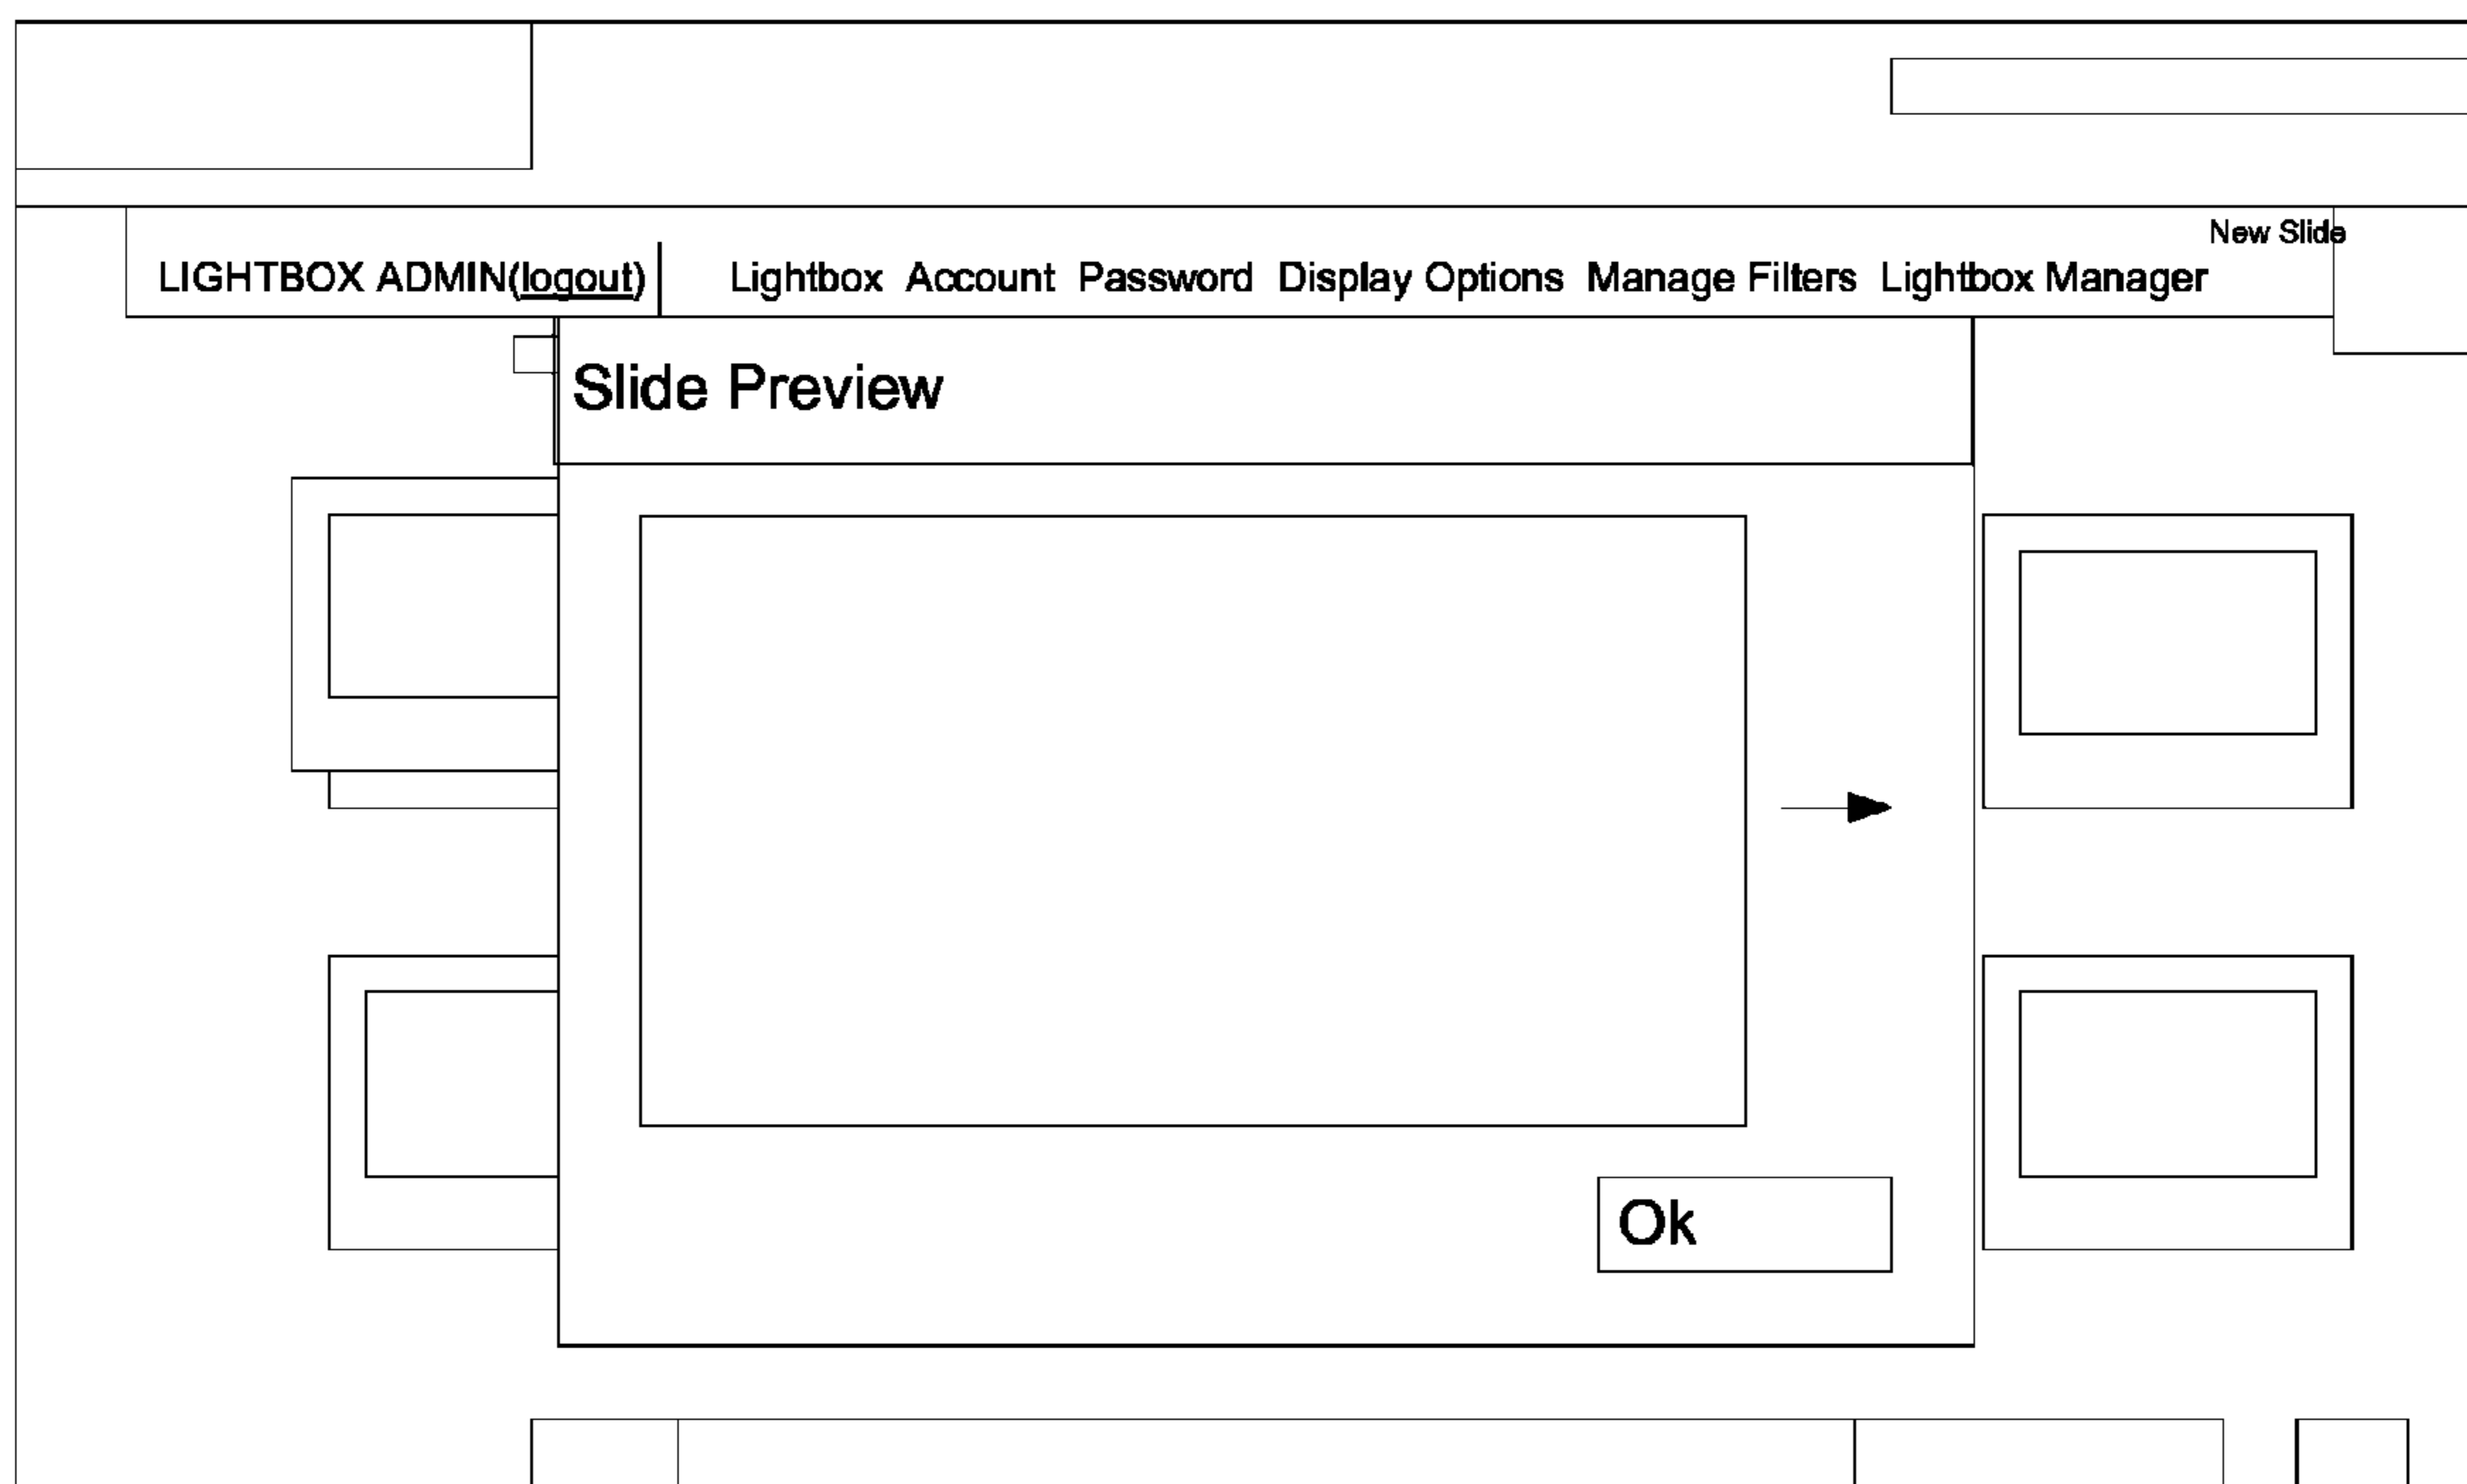 New Slide
LIGHTBOX ADMIN(logout) Lightbox Account Password Display Options Manage Filters Lightbox Manager
Slide Preview
Ok